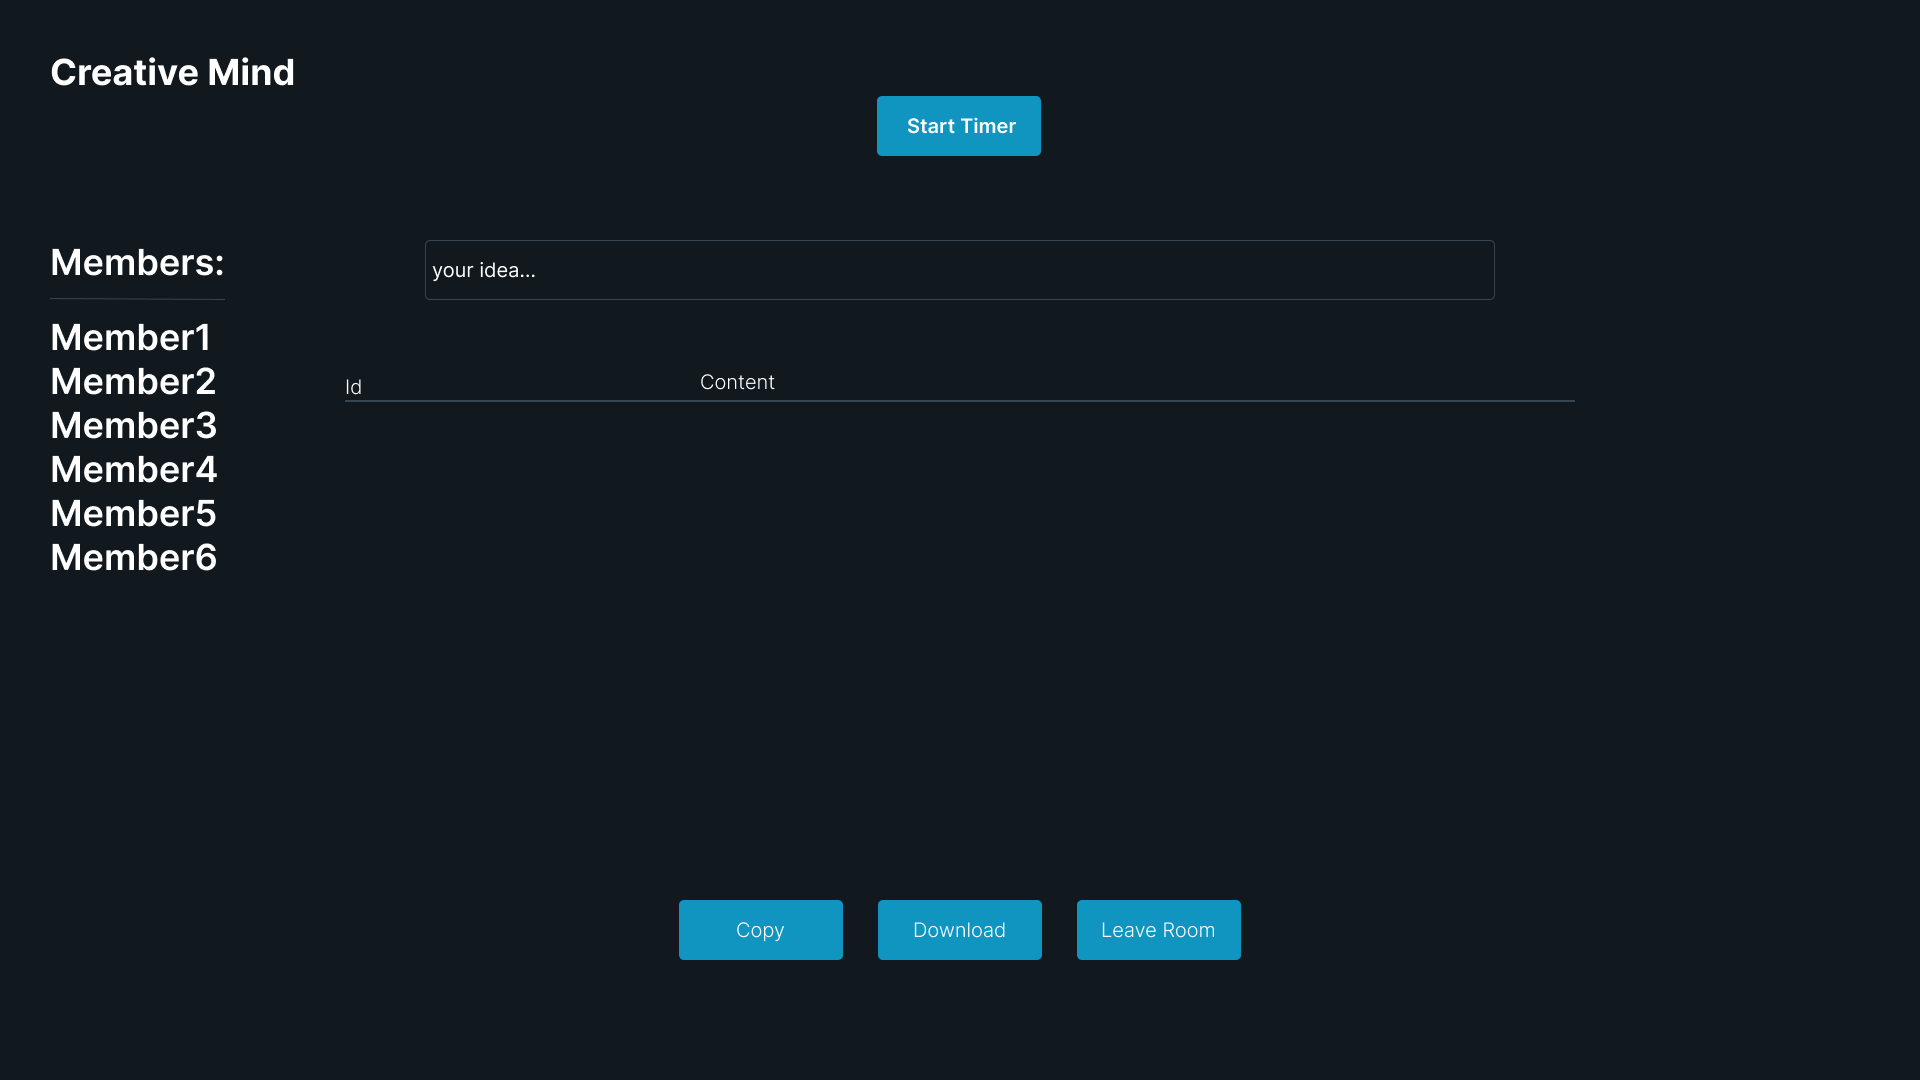 Creative Mind
Start Timer
Members:
your idea...
Member1
Member2
Member3
Member4
Member5
Member6
Id Content
Copy Download Leave Room